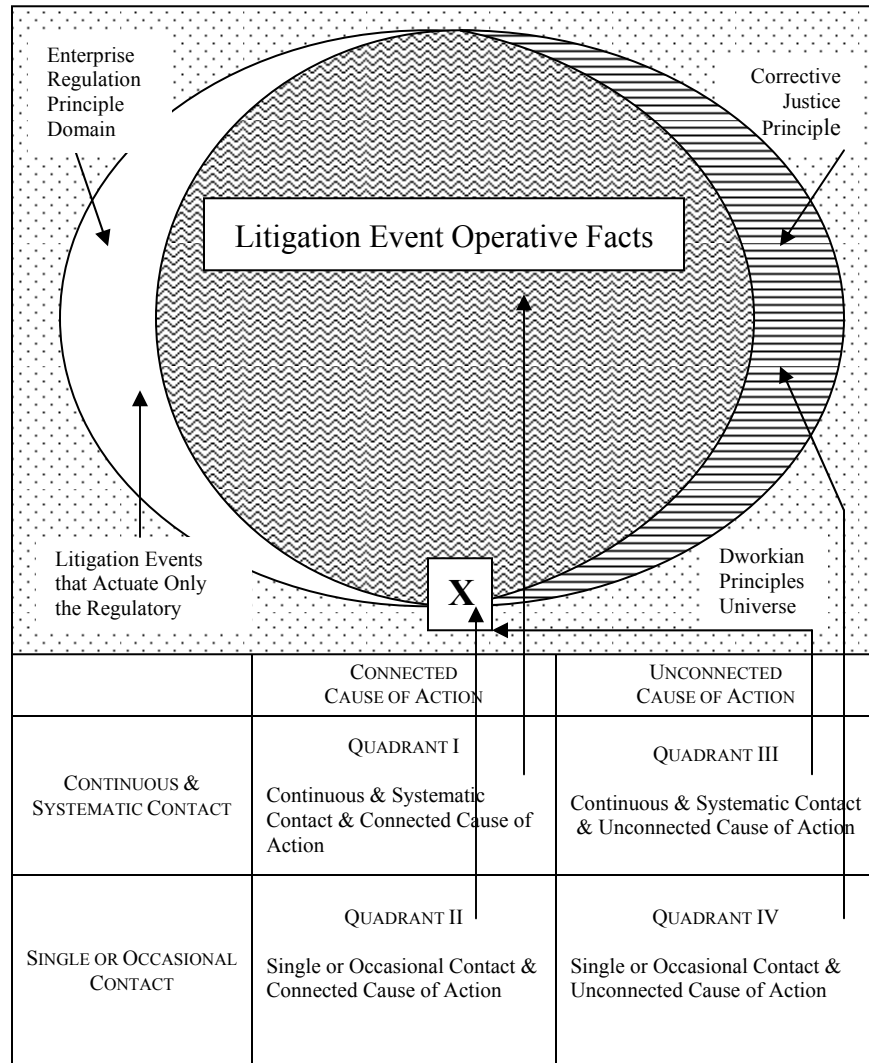 Enterprise
Regulation
Principle
Domain
Corrective
Justice
Principle
Litigation Event Operative Facts
Litigation Events
that Actuate Only
the Regulatory
X
Dworkian
Principles
Universe
CONNECTED
CAUSE OF ACTION
UNCONNECTED
CAUSE OF ACTION
CONTINUOUS &
SYSTEMATIC CONTACT
QUADRANT I
Continuous & Systematic
Contact & Connected Cause of
Action
QUADRANT III
Continuous & Systematic Contact
& Unconnected Cause of Action
SINGLE OR OCCASIONAL
CONTACT
QUADRANT II
Single or Occasional Contact &
Connected Cause of Action
QUADRANT IV
Single or Occasional Contact &
Unconnected Cause of Action